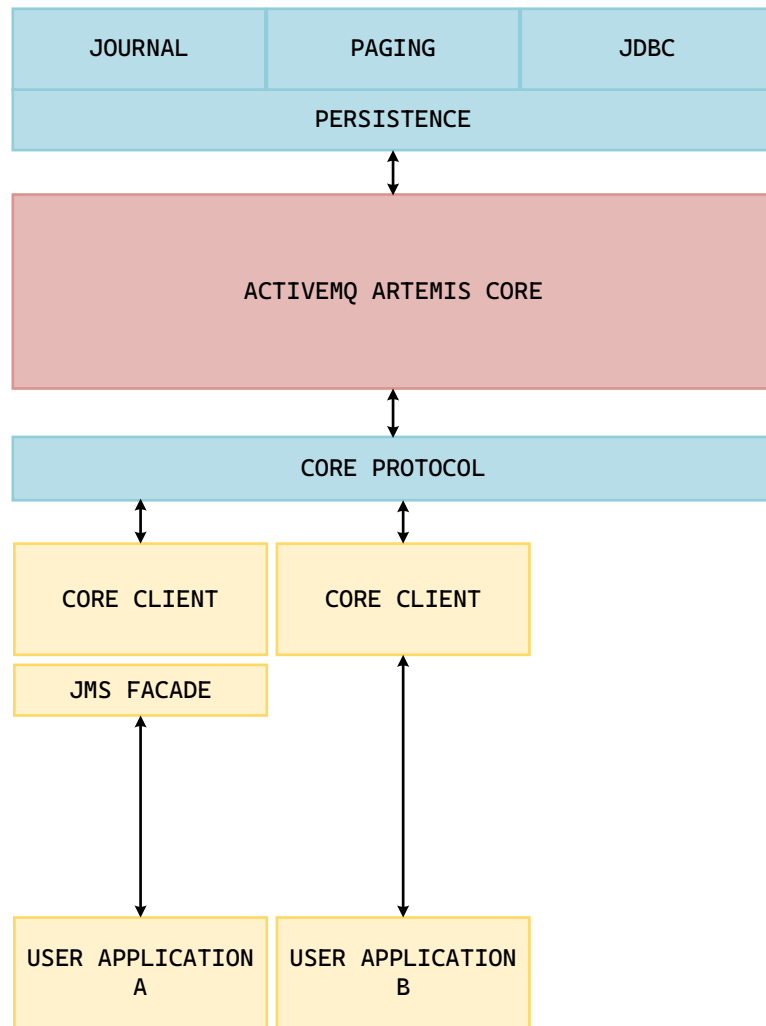 JOURNAL
PAGING
JDBC
PERSISTENCE
ACTIVEMQ ARTEMIS CORE
CORE PROTOCOL
CORE CLIENT
CORE CLIENT
JMS FACADE
USER APPLICATION
A
USER APPLICATION
B